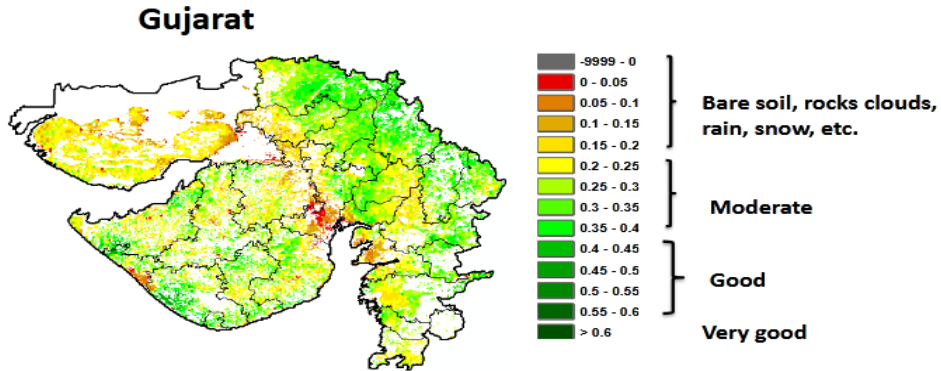 Gujarat
-9999 - 0
0 - 0.05
0.05 - 0.1
0.1 - 0.15
0.15 - 0.2
0.2 - 0.25
0.25 - 0.3
0.3 - 0.35
0.35 - 0.4
0.4 - 0.45
0.45 - 0.5
0.5 - 0.55
0.55 - 0.6
> 0.6
Bare soil, rocks clouds,
rain, snow, etc.
Moderate
Good
Very good